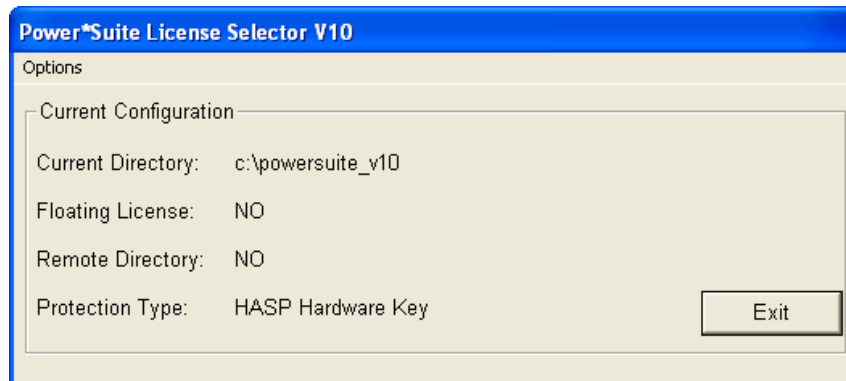 Power*Suite License Selector V10
Options
Current Configuration
Current Directory: c:\powersuite_v10
Floating License: NO
Remote Directory: NO
Protection Type: HASP Hardware Key
Exit